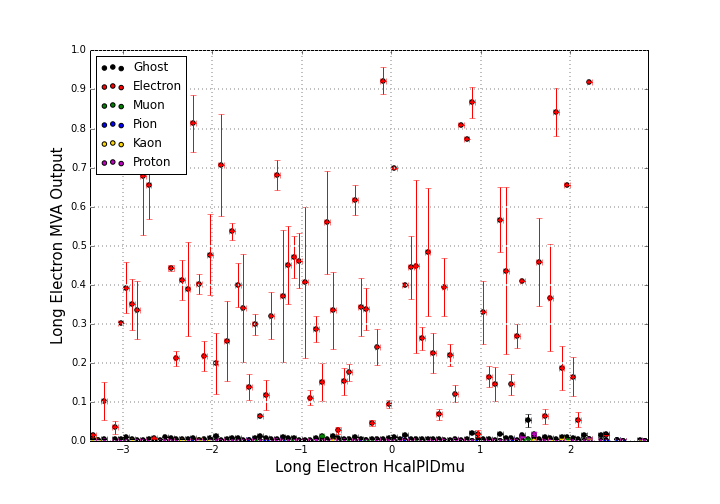 1.0
0.9
0.8
0.7
0.6
0.5
0.4
0.3
0.2
0.1
0.0
Long Electron MVA Output
Ghost
Electron
Muon
Pion
Kaon
Proton
−3 −2 −1 0 1 2
Long Electron HcalPIDmu